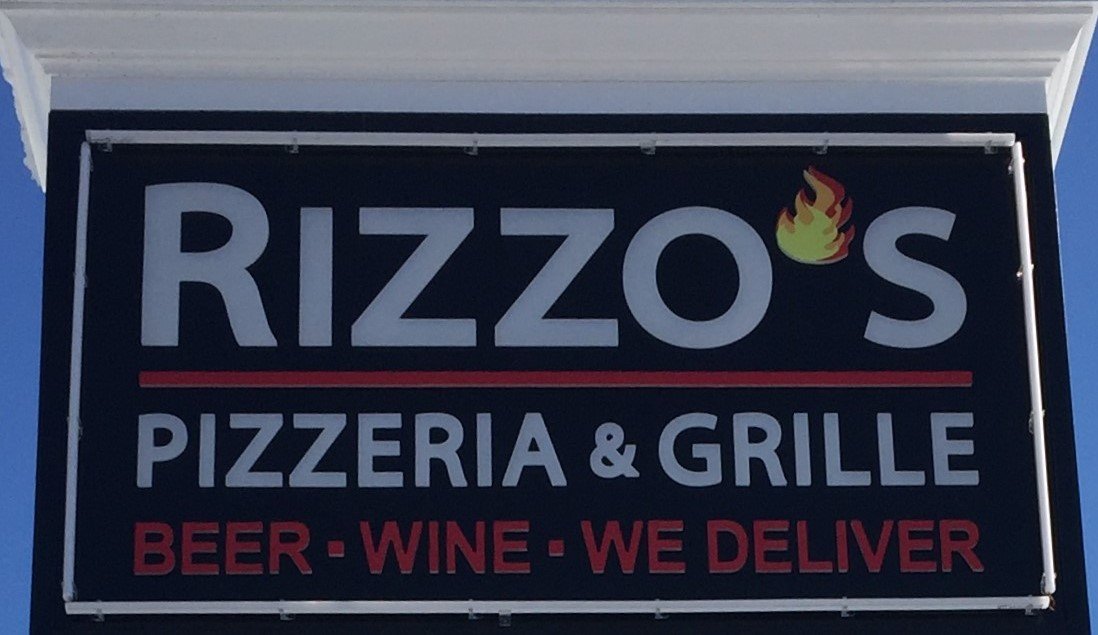 RIZZO'S
PIZZERIA & GRILLE
BEER · WINE · WE DELIVER